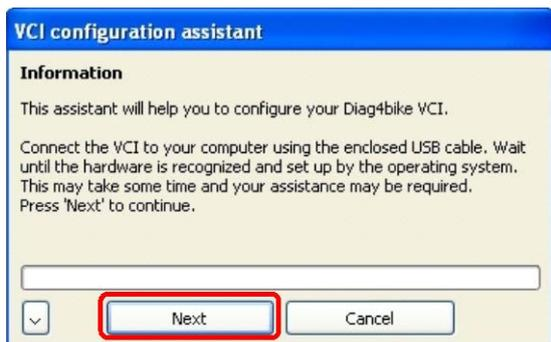 VCI configuration assistant
Information
This assistant will help you to configure your Diag4bike VCI.
Connect the VCI to your computer using the enclosed USB cable. Wait
until the hardware is recognized and set up by the operating system.
This may take some time and your assistance may be required.
Press 'Next' to continue.
Next
Cancel